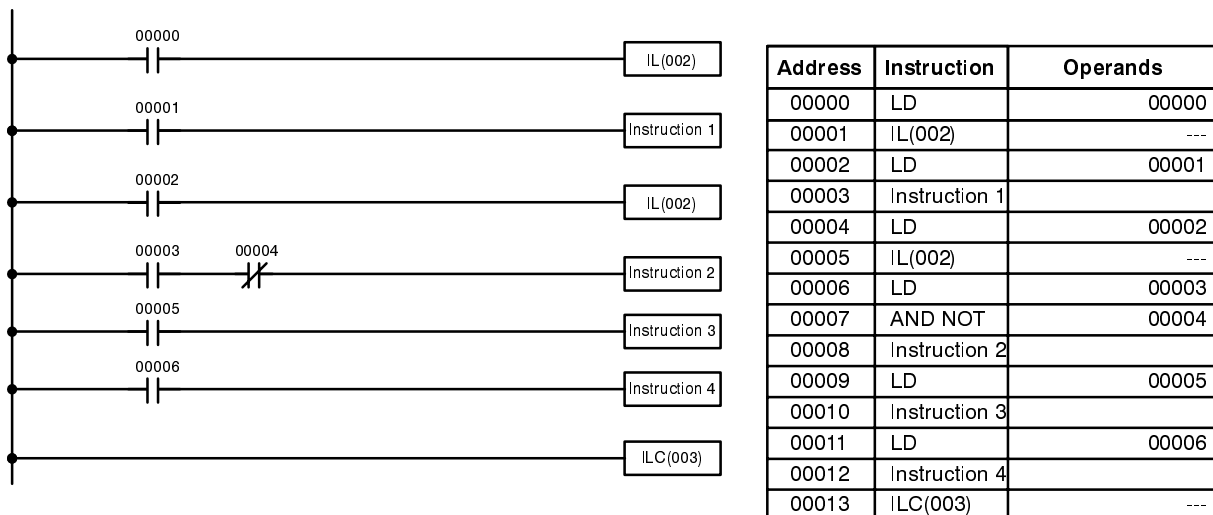 00000
IL(002)
00001
Instruction 1
00002
IL(002)
00003 00004
Instruction 2
00005
Instruction 3
00006
Instruction 4
ILC(003)
Address Instruction Operands
00000 LD 00000
00001 IL(002) ---
00002 LD 00001
00003 Instruction 1
00004 LD 00002
00005 IL(002) ---
00006 LD 00003
00007 AND NOT 00004
00008 Instruction 2
00009 LD 00005
00010 Instruction 3
00011 LD 00006
00012 Instruction 4
00013 ILC(003) ---